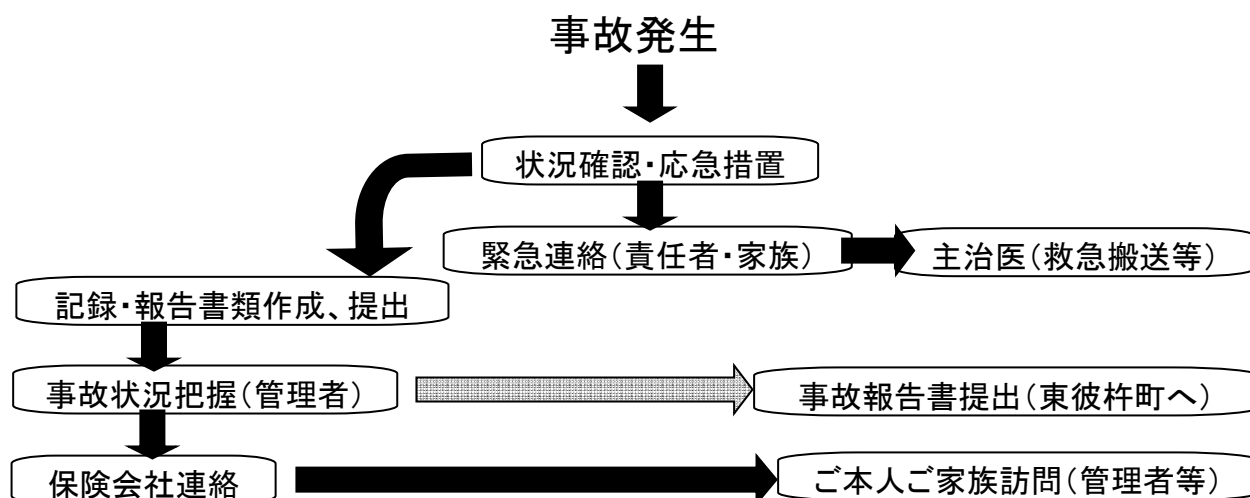 事故発生
状況確認・応急措置
緊急連絡（責任者・家族）
主治医（救急搬送等）
記録・報告書類作成、提出
事故状況把握（管理者）
事故報告書提出（東彼杵町へ）
保険会社連絡
ご本人ご家族訪問（管理者等）